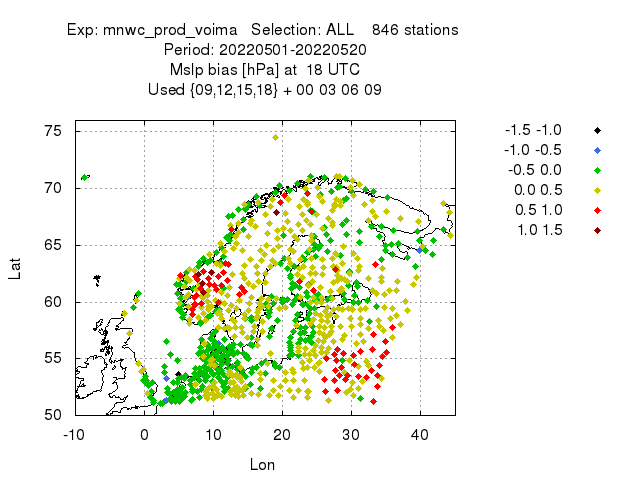 Exp: mnwc_prod_voima   Selection: ALL    846 stations
Period: 20220501-20220520
Mslp bias [hPa] at  18 UTC
Used {09,12,15,18} + 00 03 06 09
-1.5 -1.0
-1.0 -0.5
-0.5 0.0
0.0 0.5
0.5 1.0
1.0 1.5
75
70
65
60
55
50
Lat
-10 0 10 20 30 40
Lon